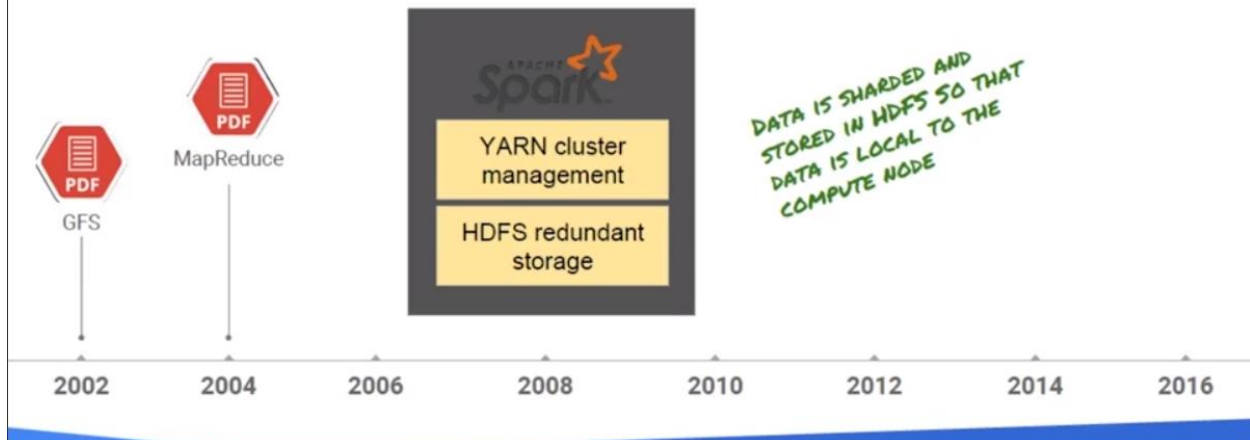 PDF
GFS
PDF
MapReduce
APACHE
Spark
YARN cluster
management
HDFS redundant
storage
DATA IS SHARDED AND
STORED IN HDFS SO THAT
DATA IS LOCAL TO THE
COMPUTE NODE
2002
2004
2006
2008
2010
2012
2014
2016